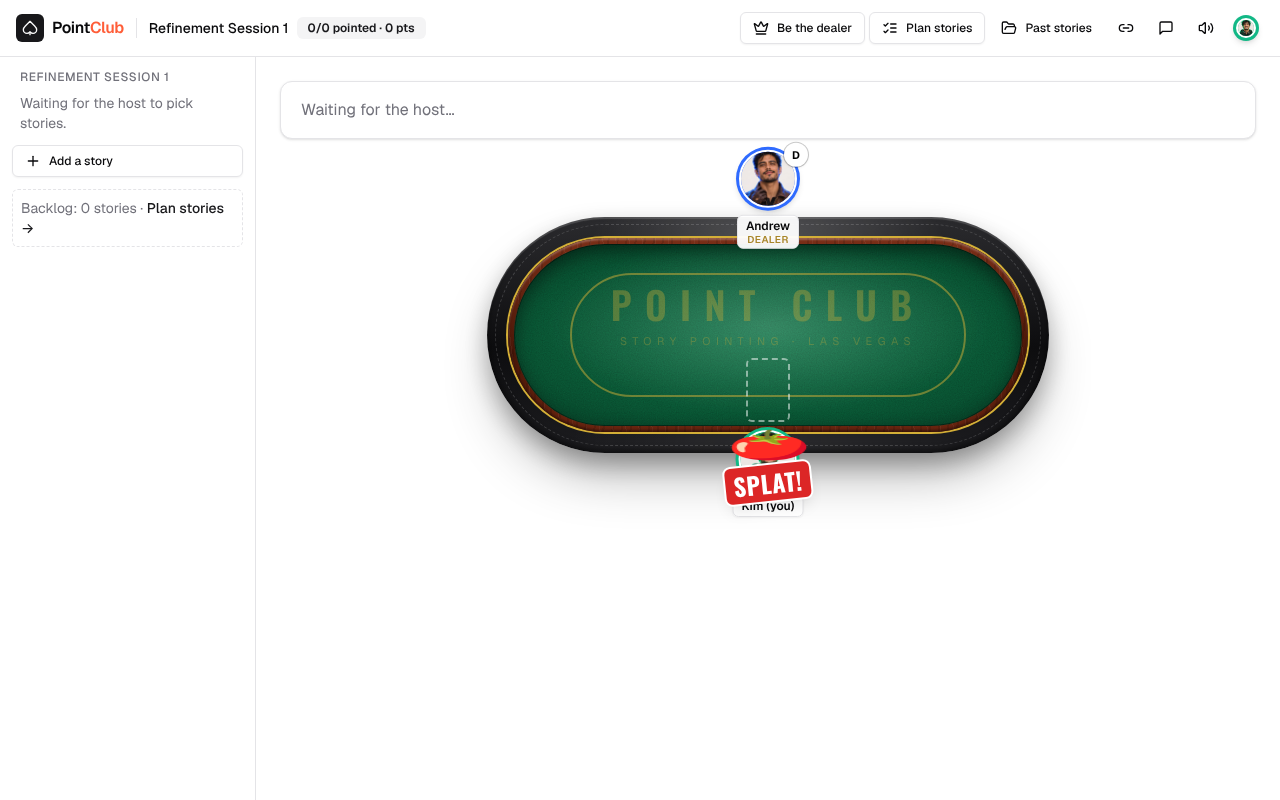 PointClub
Refinement Session 1
0/0 pointed · 0 pts
Be the dealer
Plan stories
Past stories
REFINEMENT SESSION 1
Waiting for the host to pick
stories.
Add a story
Backlog: 0 stories · Plan stories
→
Waiting for the host…
D
Andrew
DEALER
POINT CLUB
STORY POINTING · LAS VEGAS
SPLAT!
Kim (you)